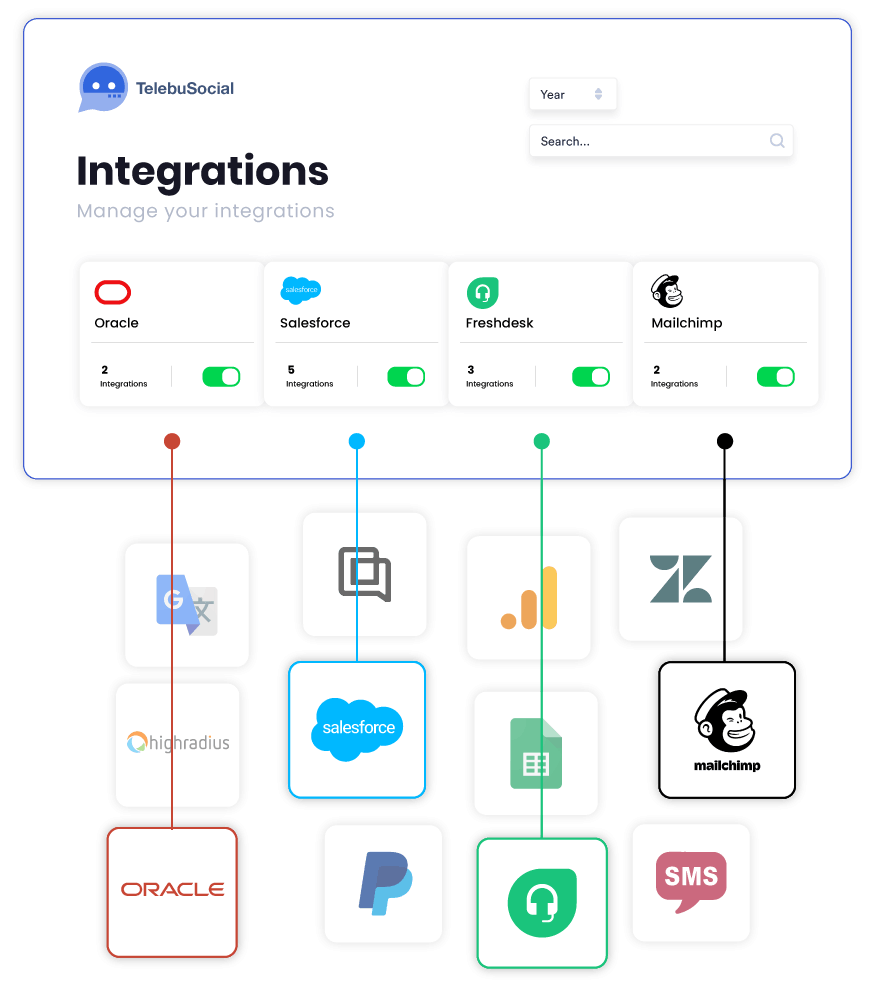 TelebuSocial
Year
Search...
Integrations
Manage your integrations
salesforce
Oracle
Salesforce
Freshdesk
Mailchimp
2
5
3
2
Integrations
Integrations
Integrations
Integrations
G
文
highradius
salesforce
mailchimp
ORACLE
SMS